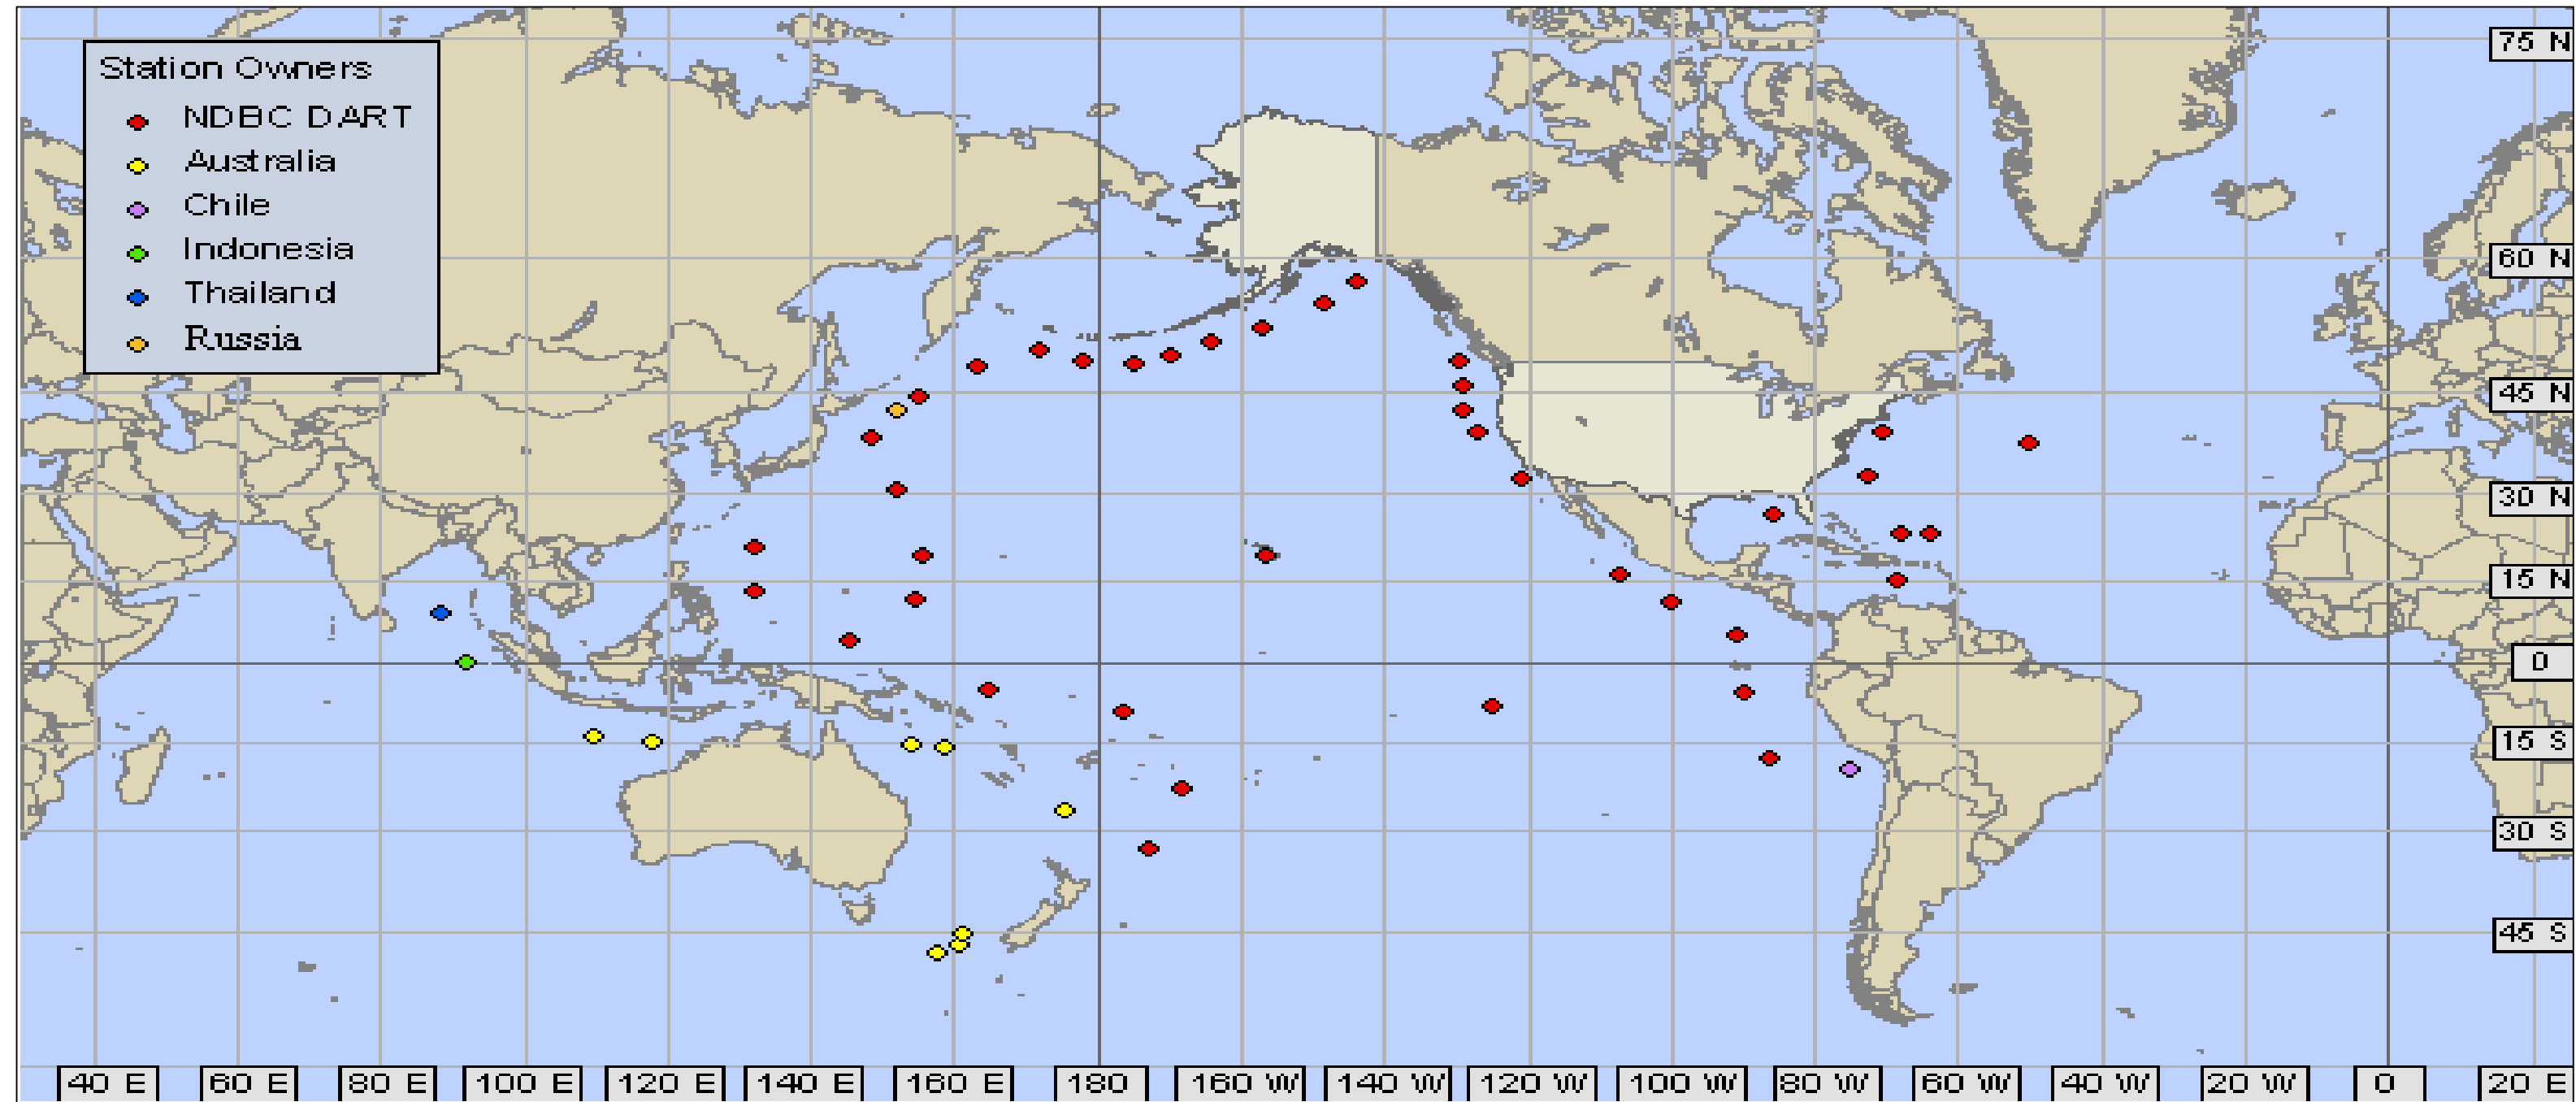 Station Owners
NDBC DART
Australia
Chile
Indonesia
Thailand
Russia
75 N
60 N
45 N
30 N
15 N
0
15 S
30 S
45 S
40 E 60 E 80 E 100 E 120 E 140 E 160 E 180 160 W 140 W 120 W 100 W 80 W 60 W 40 W 20 W 0 20 E